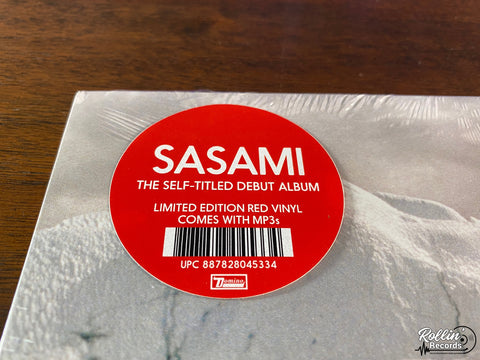 SASAMI
THE SELF-TITLED DEBUT ALBUM
LIMITED EDITION RED VINYL
COMES WITH MP3s
UPC 887828045334
Domino
Rollin'
Records